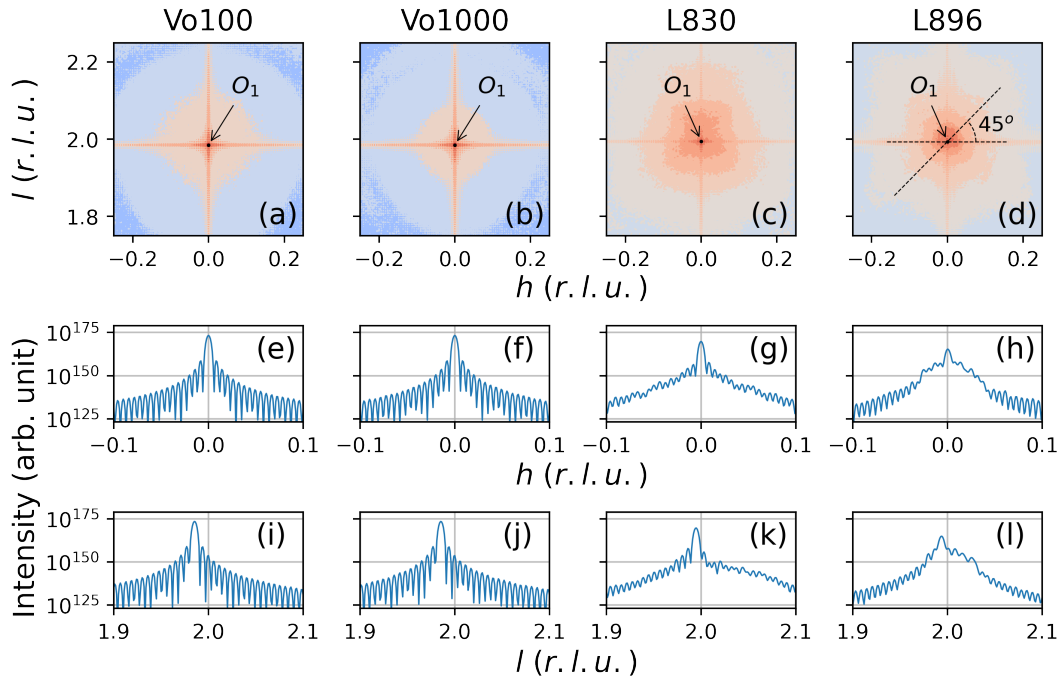 Vo100 Vo1000 L830 L896
l (r. l. u.)
2.2
2.0
1.8
O1 O1 O1 O1
45o
(a) (b) (c) (d)
−0.2 0.0 0.2 −0.2 0.0 0.2 −0.2 0.0 0.2 −0.2 0.0 0.2
h (r. l. u.)
Intensity (arb. unit)
10175
10150
10125
(e) (f) (g) (h)
−0.1 0.0 0.1 −0.1 0.0 0.1 −0.1 0.0 0.1 −0.1 0.0 0.1
h (r. l. u.)
10175
10150
10125
(i) (j) (k) (l)
1.9 2.0 2.1 1.9 2.0 2.1 1.9 2.0 2.1 1.9 2.0 2.1
l (r. l. u.)